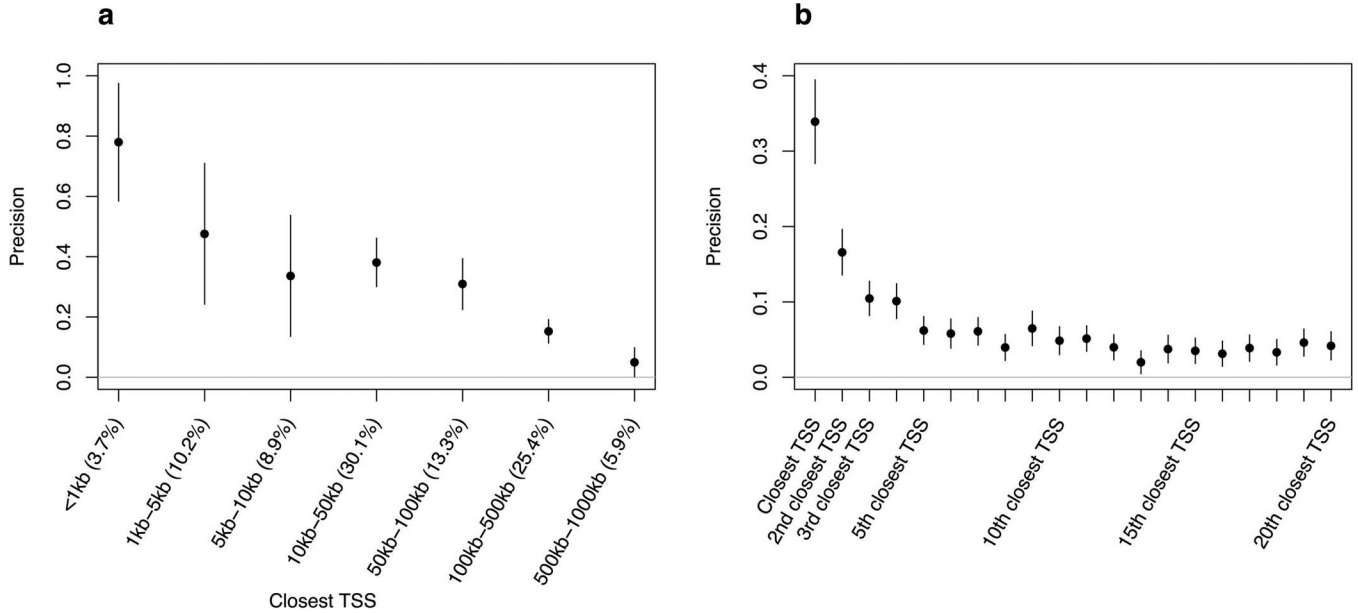 a
Precision
1.0
0.8
0.6
0.4
0.2
0.0
<1kb (3.7%)
1kb−5kb (10.2%)
5kb−10kb (8.9%)
10kb−50kb (30.1%)
50kb−100kb (13.3%)
100kb−500kb (25.4%)
500kb−1000kb (5.9%)
Closest TSS
b
Precision
0.4
0.3
0.2
0.1
0.0
Closest TSS
2nd closest TSS
3rd closest TSS
5th closest TSS
10th closest TSS
15th closest TSS
20th closest TSS